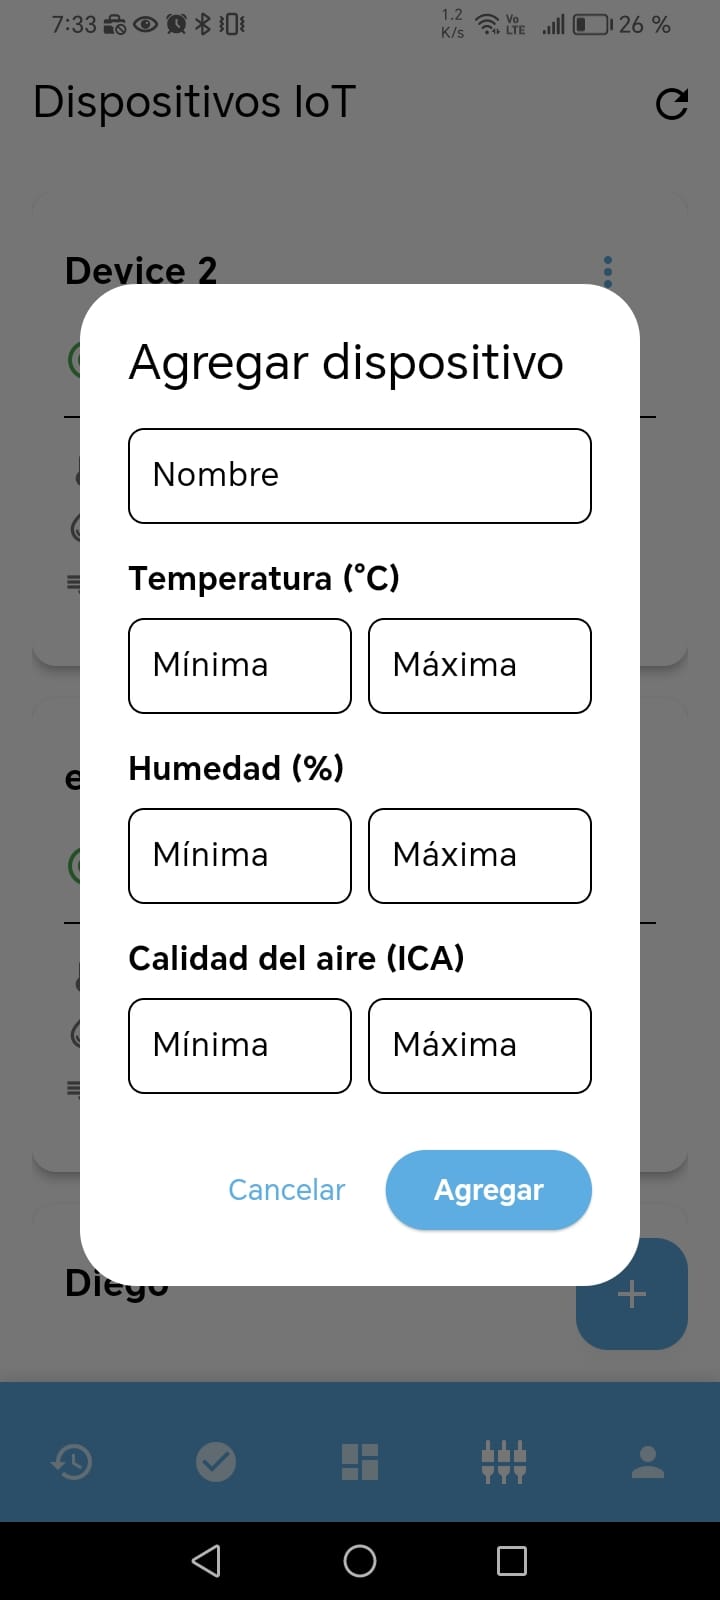 7:33
1.2 K/s
Vo LTE
26 %
Dispositivos IoT
Device 2
Agregar dispositivo
Nombre
Temperatura (°C)
Mínima Máxima
Humedad (%)
Mínima Máxima
Calidad del aire (ICA)
Mínima Máxima
Cancelar Agregar
Diego
+